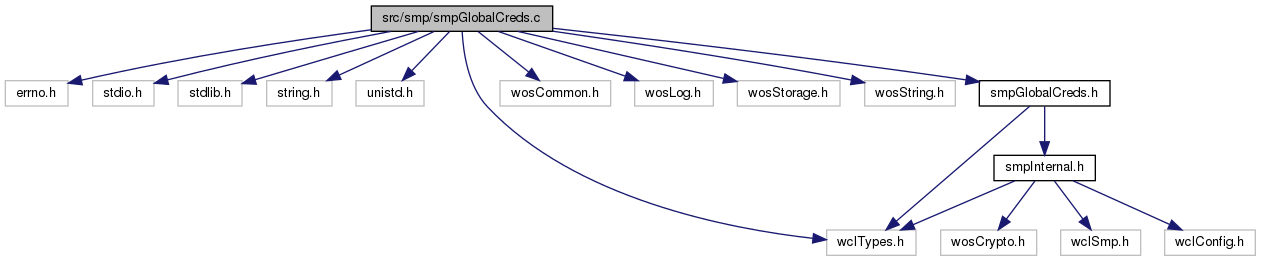 src/smp/smpGlobalCreds.c
errno.h
stdio.h
stdlib.h
string.h
unistd.h
wosCommon.h
wosLog.h
wosStorage.h
wosString.h
smpGlobalCreds.h
smpInternal.h
wclTypes.h
wosCrypto.h
wclSmp.h
wclConfig.h